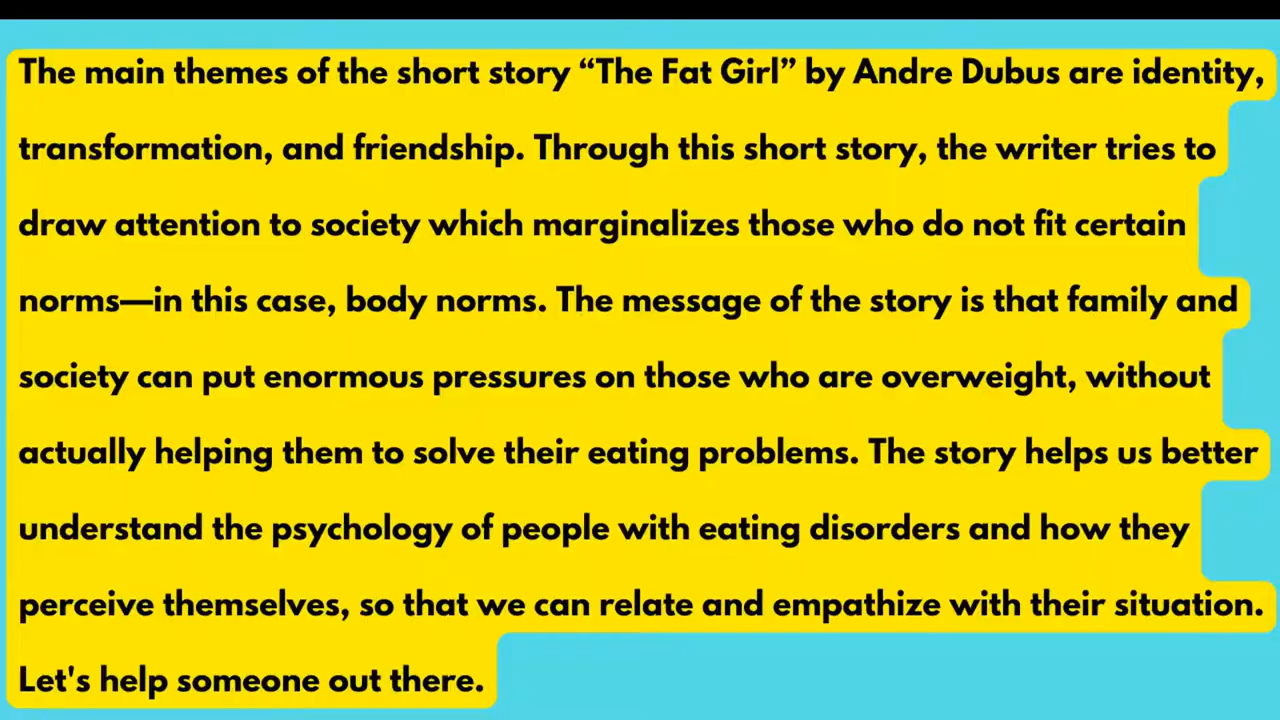 The main themes of the short story “The Fat Girl” by Andre Dubus are identity,
transformation, and friendship. Through this short story, the writer tries to
draw attention to society which marginalizes those who do not fit certain
norms—in this case, body norms. The message of the story is that family and
society can put enormous pressures on those who are overweight, without
actually helping them to solve their eating problems. The story helps us better
understand the psychology of people with eating disorders and how they
perceive themselves, so that we can relate and empathize with their situation.
Let's help someone out there.